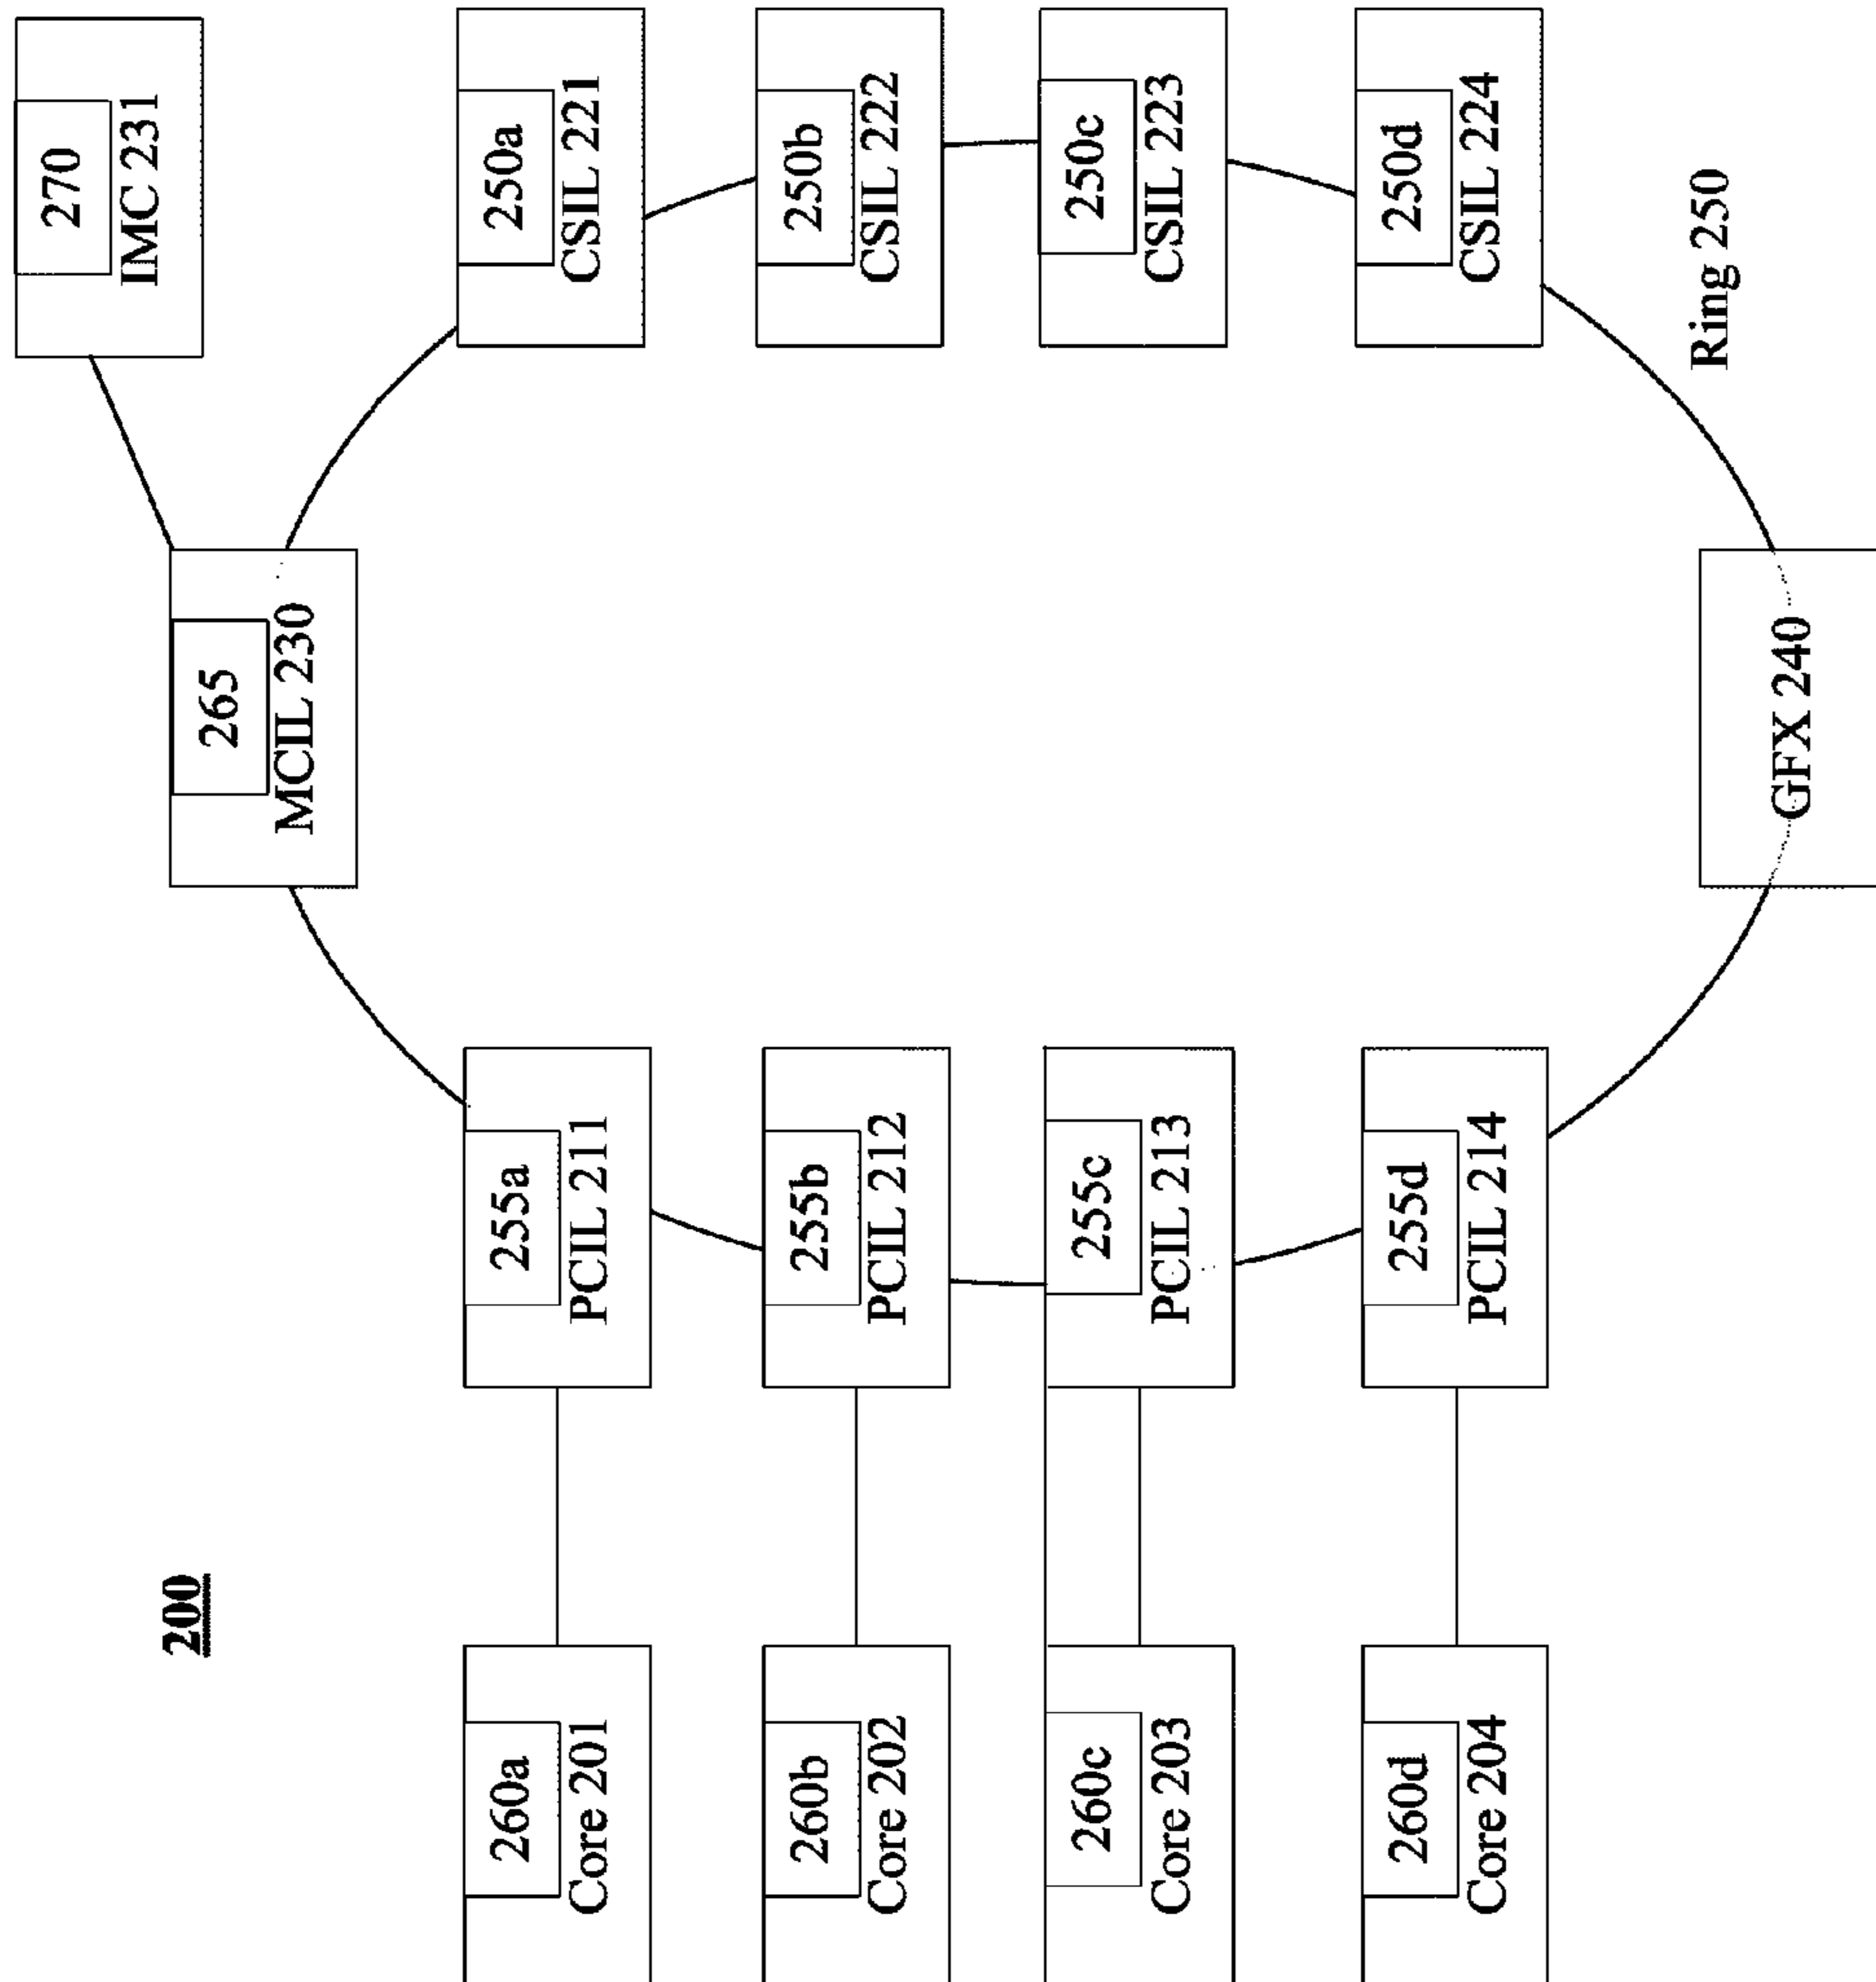 200
260a
Core 201
260b
Core 202
260c
Core 203
260d
Core 204
255a
PCIL 211
255b
PCIL 212
255c
PCIL 213
255d
PCIL 214
265
MCIL 230
GFX 240
270
IMC 231
250a
CSIL 221
250b
CSIL 222
250c
CSIL 223
250d
CSIL 224
Ring 250